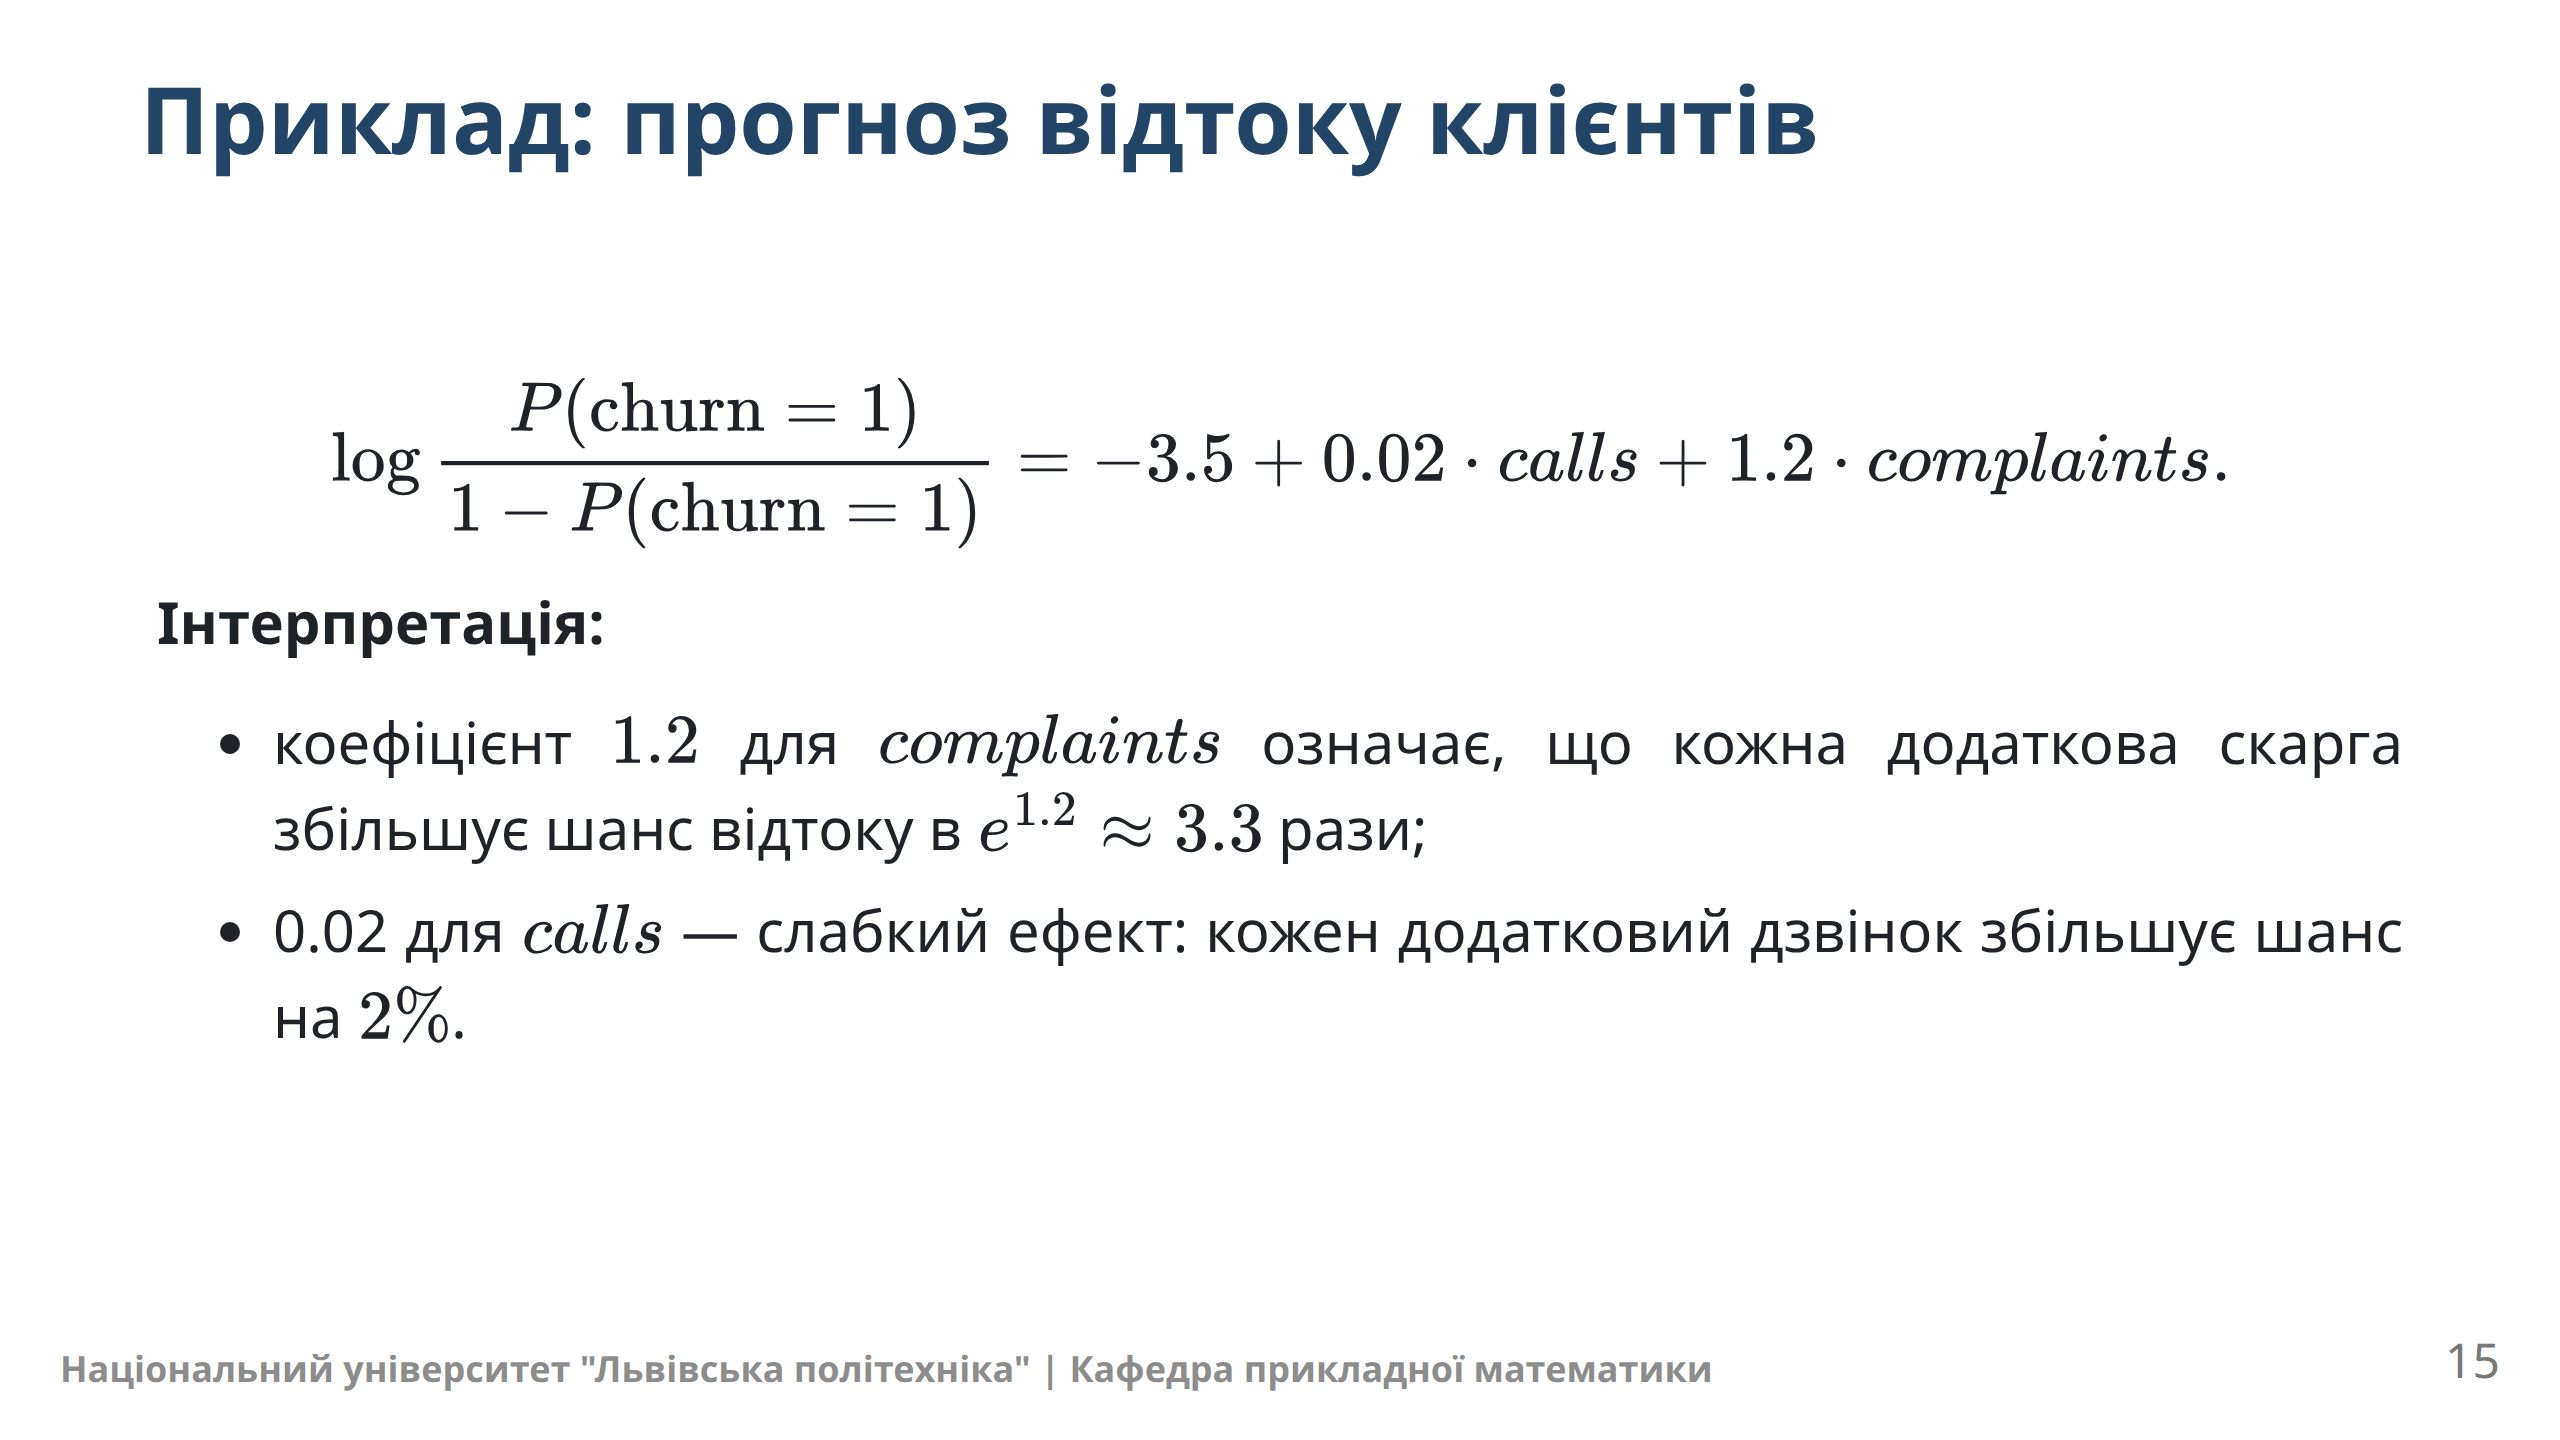 Приклад: прогноз відтоку клієнтів
log P(churn = 1) / 1 − P(churn = 1) = −3.5 + 0.02 · calls + 1.2 · complaints.
Інтерпретація:
• коефіцієнт 1.2 для complaints означає, що кожна додаткова скарга
збільшує шанс відтоку в e^1.2 ≈ 3.3 рази;
• 0.02 для calls — слабкий ефект: кожен додатковий дзвінок збільшує шанс
на 2%.
Національний університет "Львівська політехніка" | Кафедра прикладної математики
15